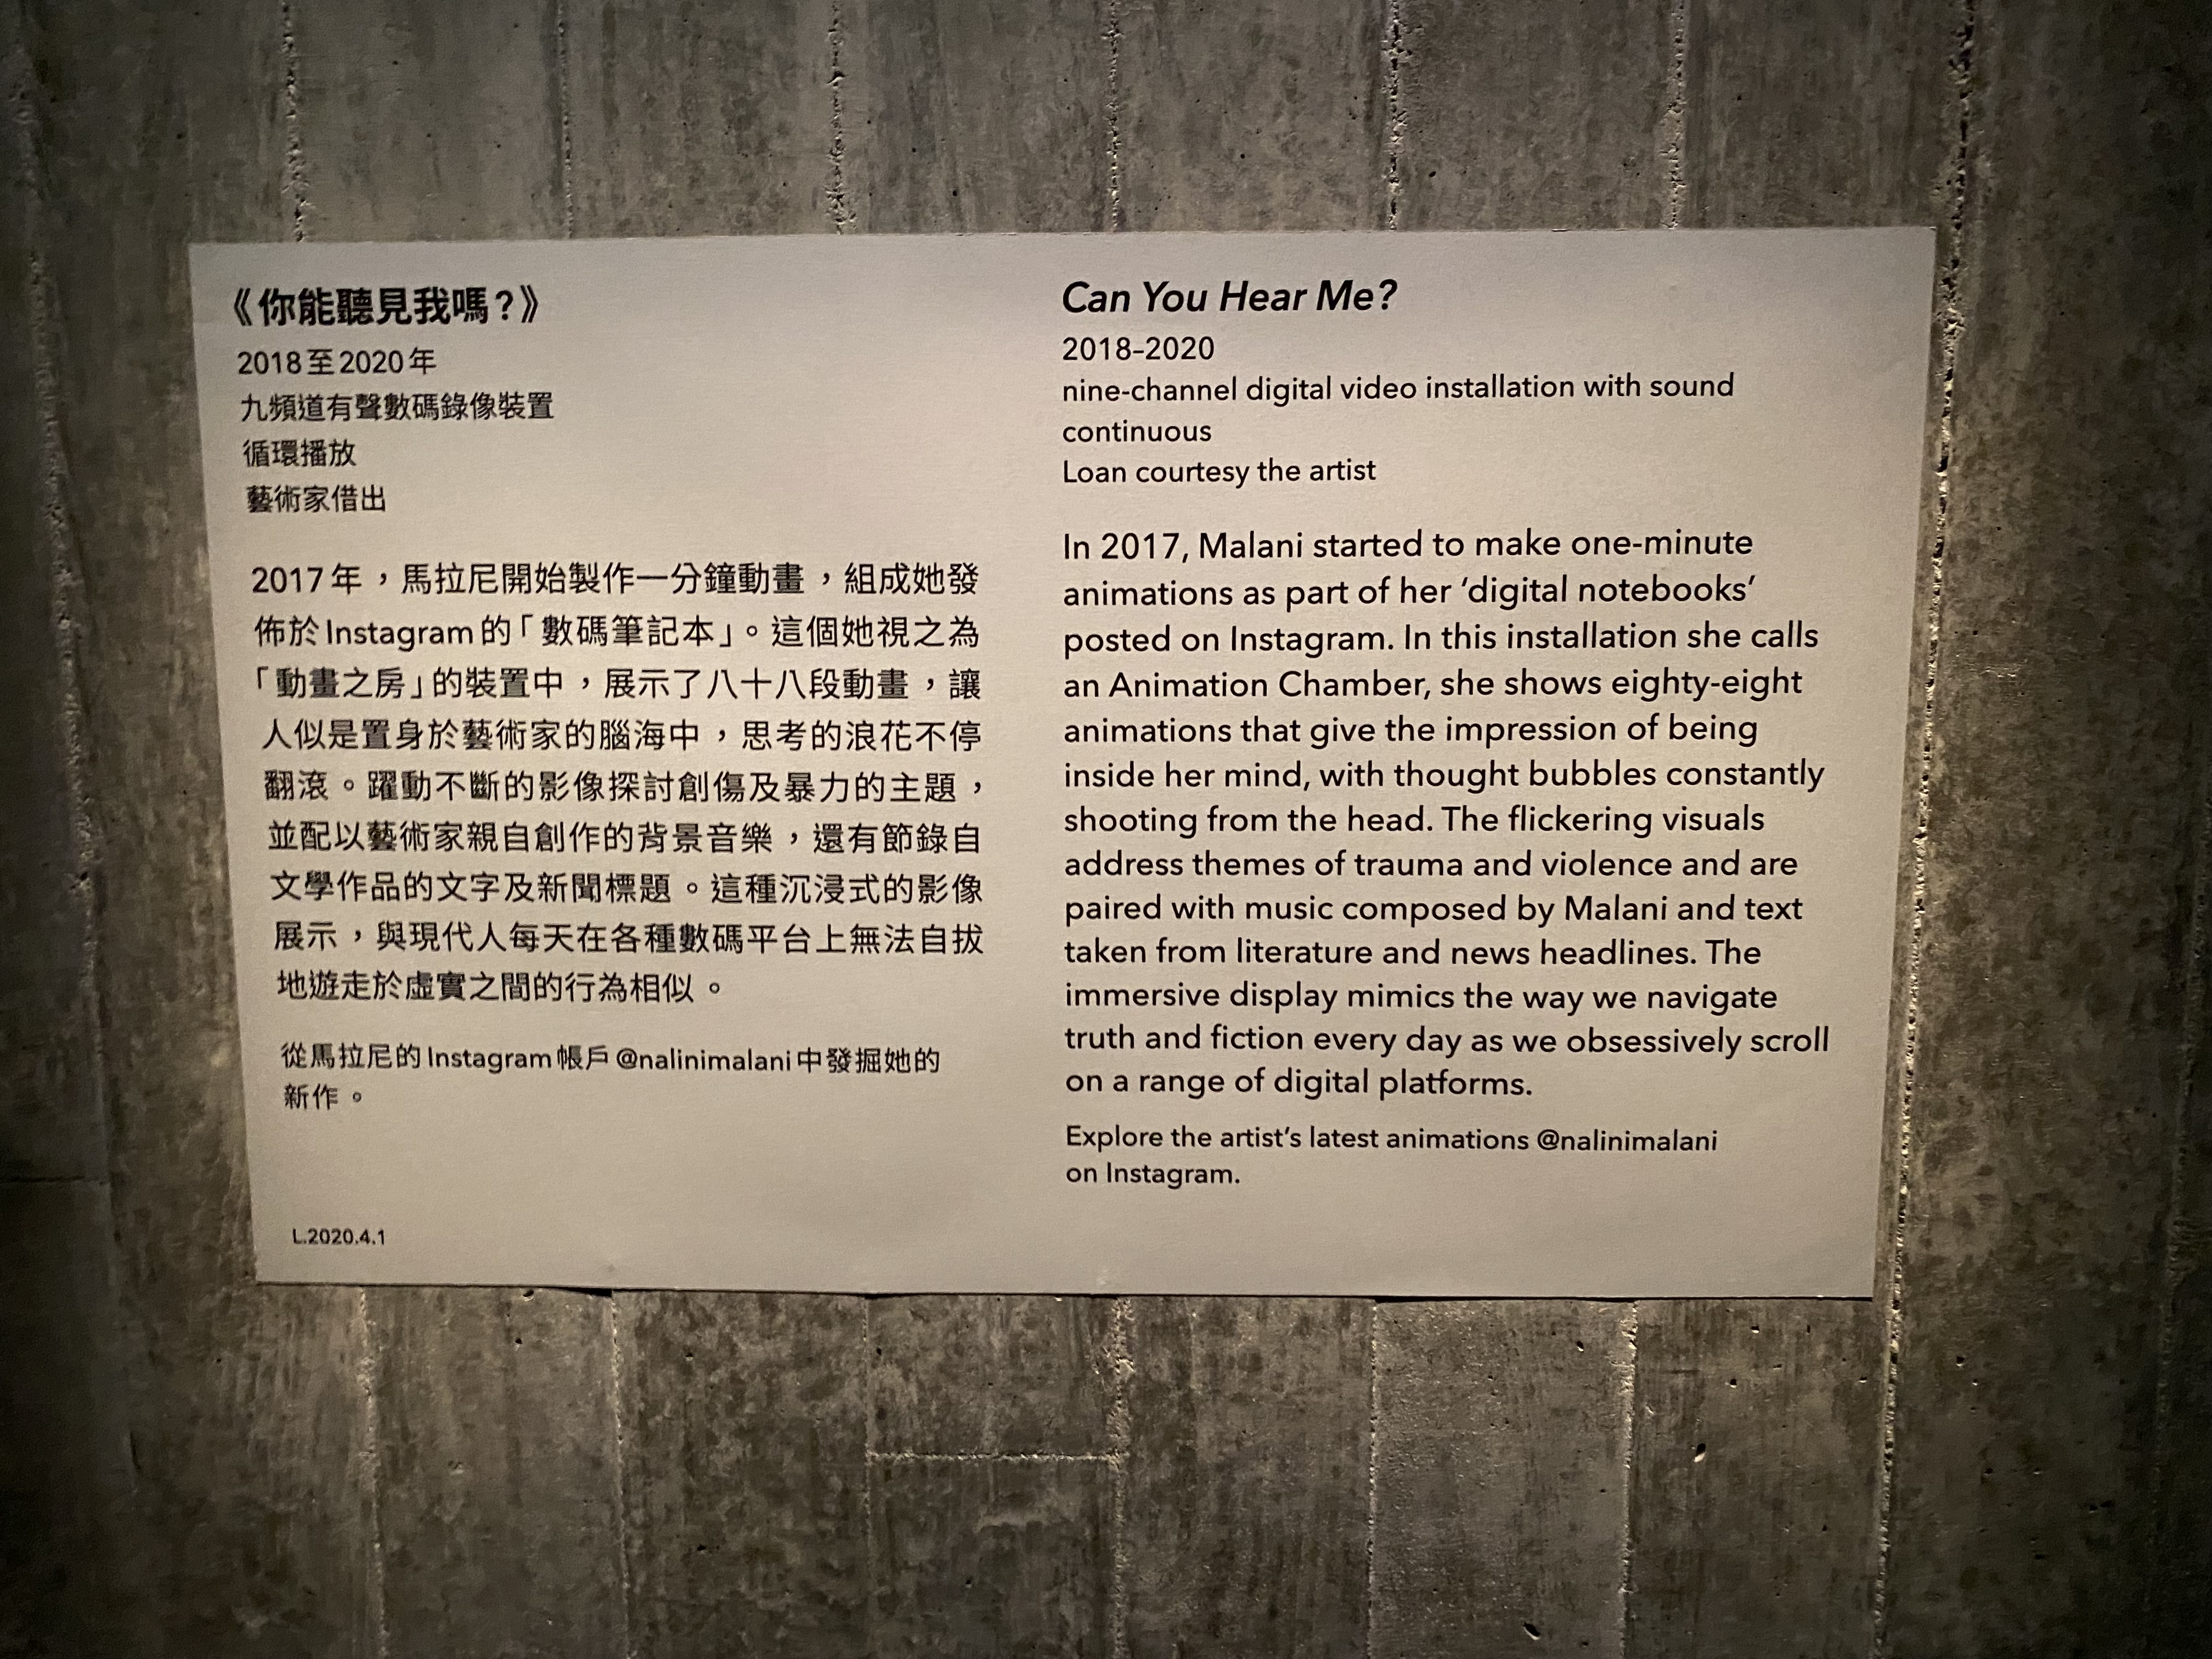 《你能聽見我嗎?》
2018至2020年
九頻道有聲數碼錄像裝置
循環播放
藝術家借出
2017年，馬拉尼開始製作一分鐘動畫，組成她發
佈於Instagram的「數碼筆記本」。這個她視之為
「動畫之房」的裝置中，展示了八十八段動畫，讓
人似是置身於藝術家的腦海中，思考的浪花不停
翻滾。躍動不斷的影像探討創傷及暴力的主題，
並配以藝術家親自創作的背景音樂，還有節錄自
文學作品的文字及新聞標題。這種沉浸式的影像
展示，與現代人每天在各種數碼平台上無法自拔
地遊走於虛實之間的行為相似。
從馬拉尼的Instagram帳戶@nalinimalani中發掘她的
新作。
L.2020.4.1
Can You Hear Me?
2018–2020
nine-channel digital video installation with sound
continuous
Loan courtesy the artist
In 2017, Malani started to make one-minute
animations as part of her ‘digital notebooks’
posted on Instagram. In this installation she calls
an Animation Chamber, she shows eighty-eight
animations that give the impression of being
inside her mind, with thought bubbles constantly
shooting from the head. The flickering visuals
address themes of trauma and violence and are
paired with music composed by Malani and text
taken from literature and news headlines. The
immersive display mimics the way we navigate
truth and fiction every day as we obsessively scroll
on a range of digital platforms.
Explore the artist’s latest animations @nalinimalani
on Instagram.